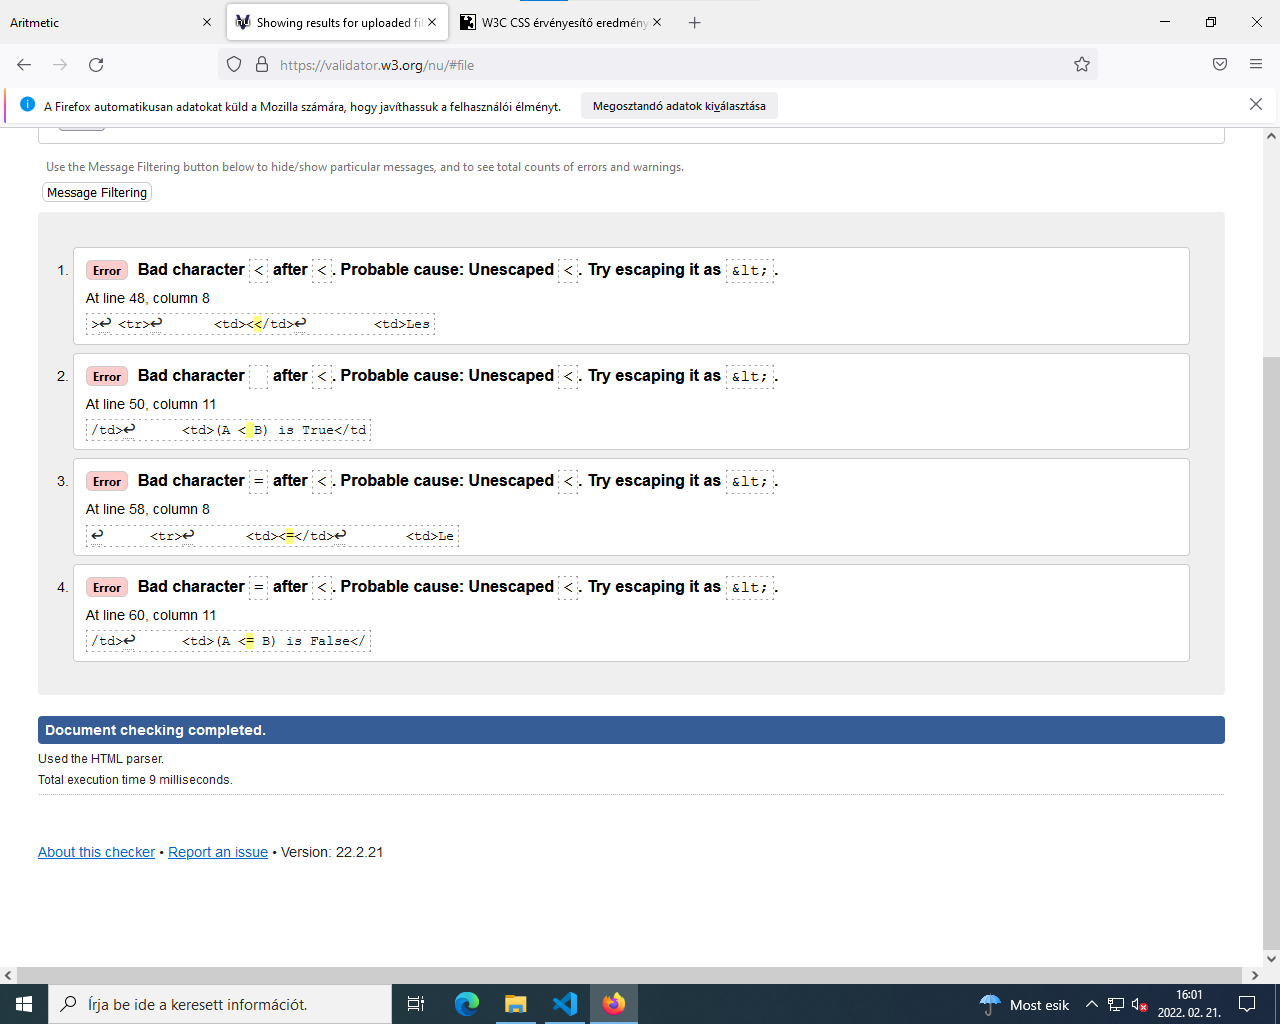 Aritmetic
Showing results for uploaded fi
W3C CSS érvényesítő eredmény
https://validator.w3.org/nu/#file
A Firefox automatikusan adatokat küld a Mozilla számára, hogy javíthassuk a felhasználói élményt.
Megosztandó adatok kiválasztása
Use the Message Filtering button below to hide/show particular messages, and to see total counts of errors and warnings.
Message Filtering
1. Error Bad character < after <. Probable cause: Unescaped <. Try escaping it as &lt;.
At line 48, column 8
>↩ <tr>↩ <td><</td>↩ <td>Les
2. Error Bad character   after <. Probable cause: Unescaped <. Try escaping it as &lt;.
At line 50, column 11
/td>↩ <td>(A < B) is True</td
3. Error Bad character = after <. Probable cause: Unescaped <. Try escaping it as &lt;.
At line 58, column 8
↩ <tr>↩ <td><=</td>↩ <td>Le
4. Error Bad character = after <. Probable cause: Unescaped <. Try escaping it as &lt;.
At line 60, column 11
/td>↩ <td>(A <= B) is False</
Document checking completed.
Used the HTML parser.
Total execution time 9 milliseconds.
About this checker • Report an issue • Version: 22.2.21
Írja be ide a keresett információt.
Most esik
16:01
2022. 02. 21.